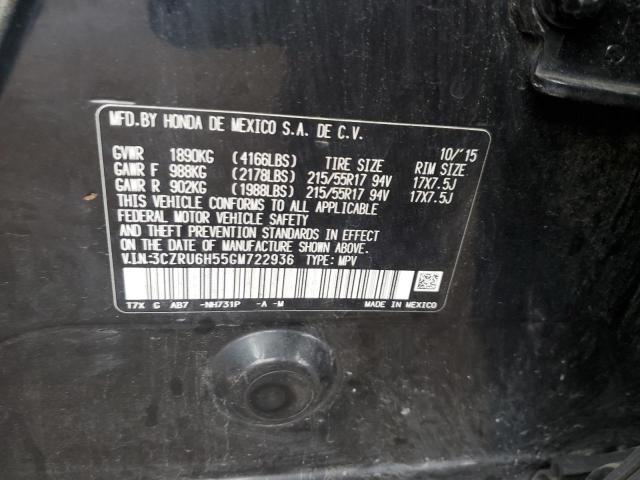 MFD.BY HONDA DE MEXICO S.A. DE C.V.
10/'15
GVWR 1890KG (4166LBS) TIRE SIZE RIM SIZE
GAWR F 988KG (2178LBS) 215/55R17 94V 17X7.5J
GAWR R 902KG (1988LBS) 215/55R17 94V 17X7.5J
THIS VEHICLE CONFORMS TO ALL APPLICABLE
FEDERAL MOTOR VEHICLE SAFETY
AND THEFT PREVENTION STANDARDS IN EFFECT
ON THE DATE OF MANUFACTURE SHOWN ABOVE.
V.I.N:3CZRU6H55GM722936 TYPE: MPV
T7X G AB7 -NH731P -A -M MADE IN MEXICO